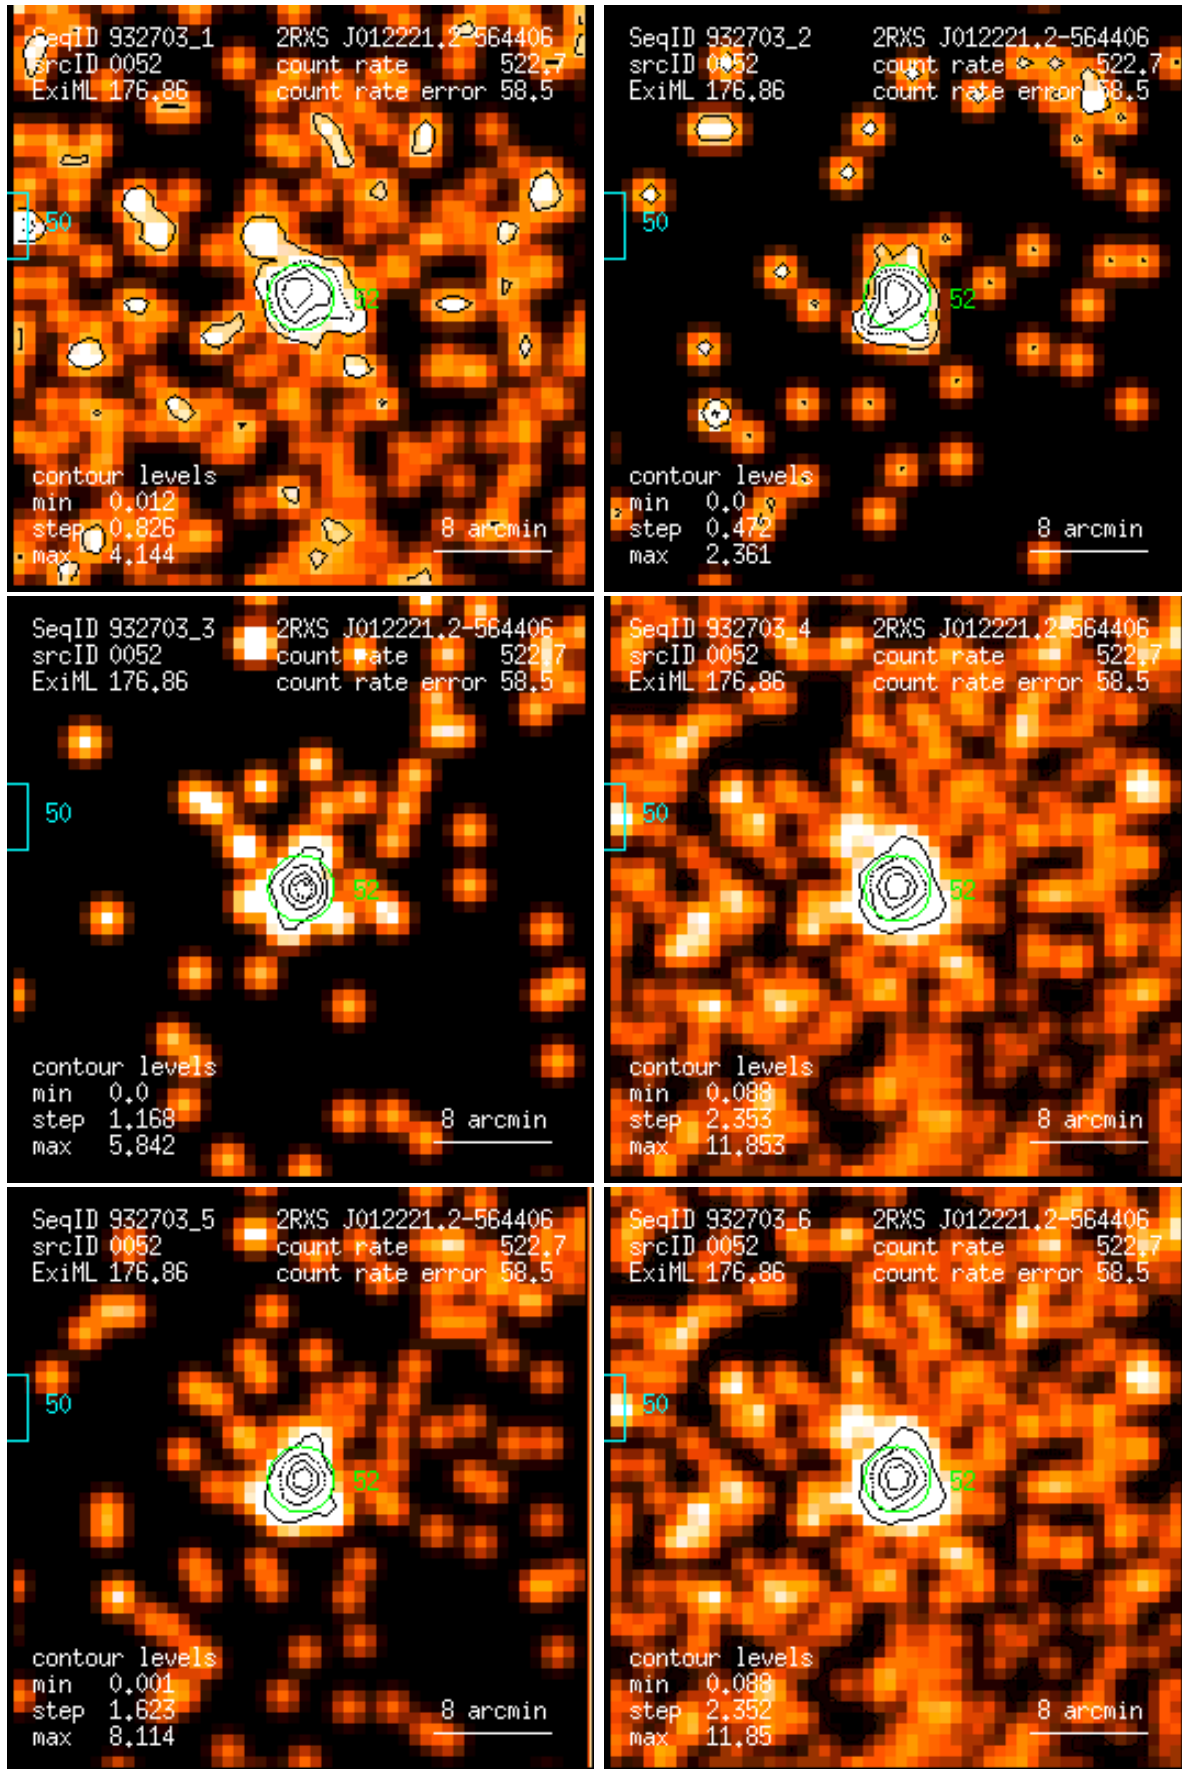 SeqID 932703_1 2RXS J012221.2-564406
srcID 0052 count rate 522.7
ExiML 176.86 count rate error 58.5
50
52
contour levels
min 0.012
step 0.826 8 arcmin
max 4.144
SeqID 932703_2 2RXS J012221.2-564406
srcID 0052 count rate 522.7
ExiML 176.86 count rate error 58.5
50
52
contour levels
min 0.0
step 0.472 8 arcmin
max 2.361
SeqID 932703_3 2RXS J012221.2-564406
srcID 0052 count rate 522.7
ExiML 176.86 count rate error 58.5
50
52
contour levels
min 0.0
step 1.168 8 arcmin
max 5.842
SeqID 932703_4 2RXS J012221.2-564406
srcID 0052 count rate 522.7
ExiML 176.86 count rate error 58.5
50
52
contour levels
min 0.088
step 2.353 8 arcmin
max 11.853
SeqID 932703_5 2RXS J012221.2-564406
srcID 0052 count rate 522.7
ExiML 176.86 count rate error 58.5
50
52
contour levels
min 0.001
step 1.623 8 arcmin
max 8.114
SeqID 932703_6 2RXS J012221.2-564406
srcID 0052 count rate 522.7
ExiML 176.86 count rate error 58.5
50
52
contour levels
min 0.088
step 2.352 8 arcmin
max 11.85